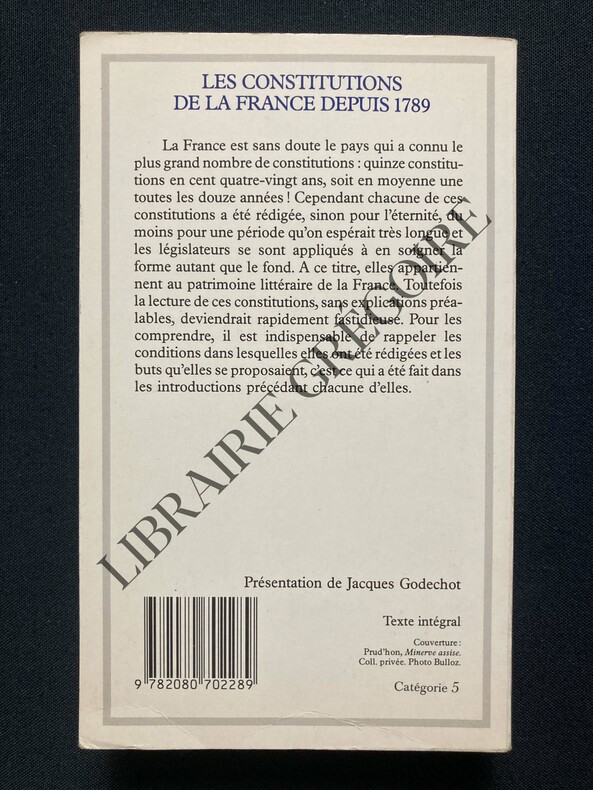 LES CONSTITUTIONS
DE LA FRANCE DEPUIS 1789
La France est sans doute le pays qui a connu le
plus grand nombre de constitutions : quinze constitu-
tions en cent quatre-vingt ans, soit en moyenne une
toutes les douze années ! Cependant chacune de ces
constitutions a été rédigée, sinon pour l'éternité, du
moins pour une période qu'on espérait très longue et
les législateurs se sont appliqués à en soigner la
forme autant que le fond. A ce titre, elles appartien-
nent au patrimoine littéraire de la France. Toutefois
la lecture de ces constitutions, sans explications préa-
lables, deviendrait rapidement fastidieuse. Pour les
comprendre, il est indispensable de rappeler les
conditions dans lesquelles elles ont été rédigées et les
buts qu'elles se proposaient, c'est ce qui a été fait dans
les introductions précédant chacune d'elles.
LIBRAIRIE GRÉGOIRE
Présentation de Jacques Godechot
Texte intégral
Couverture :
Prud'hon, Minerve assise.
Coll. privée. Photo Bulloz.
Catégorie 5
9 782080 702289